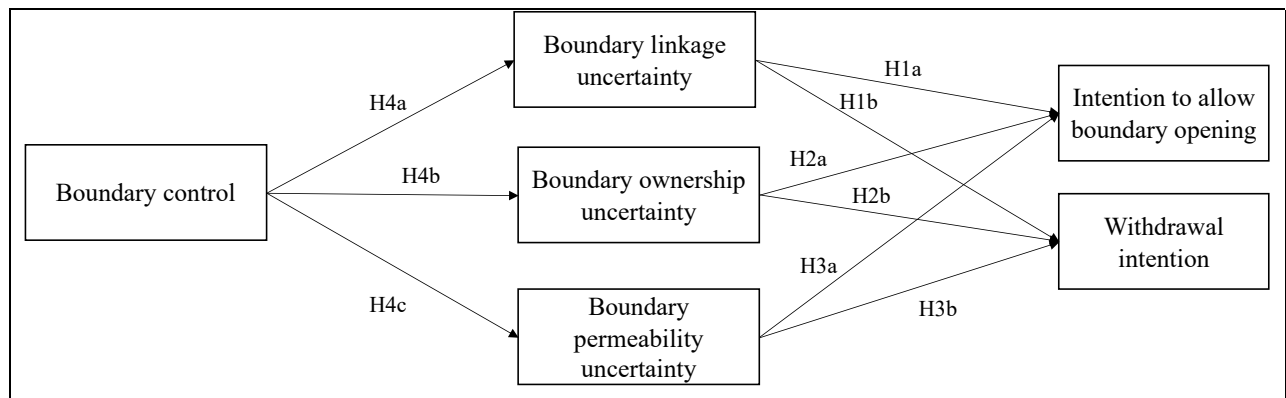 Boundary linkage
uncertainty
H1a
H1b
Intention to allow
boundary opening
H4a
Boundary control
H4b
Boundary ownership
uncertainty
H2a
H2b
Withdrawal
intention
H3a
H3b
H4c
Boundary
permeability
uncertainty